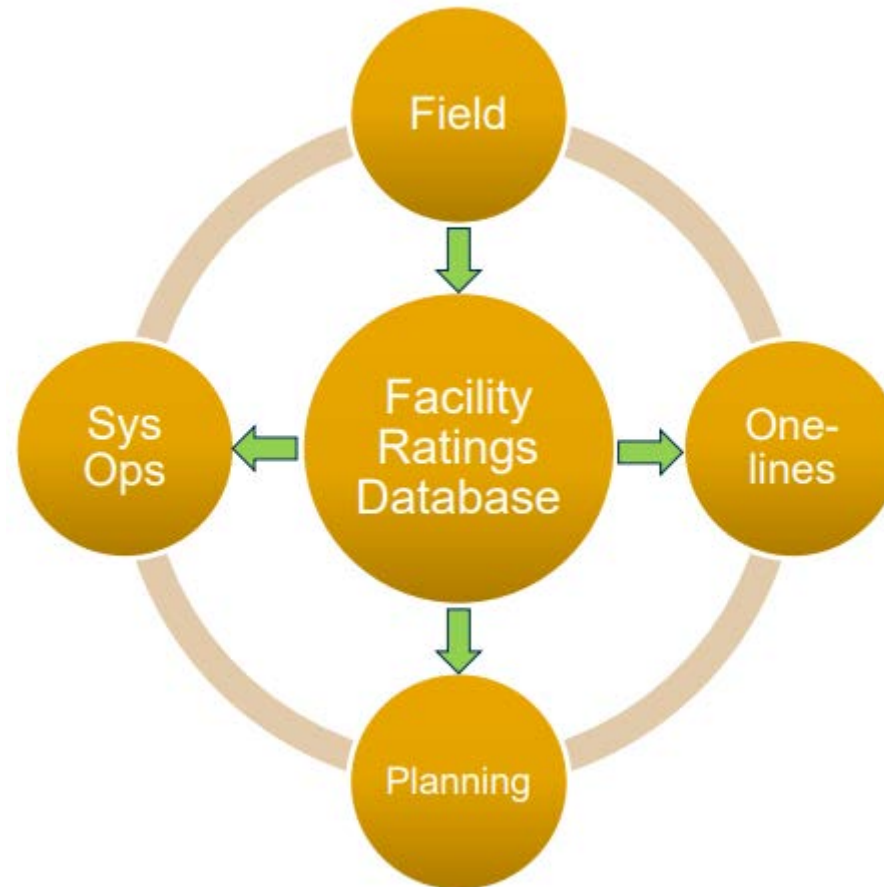 Field
Sys
Ops
Facility
Ratings
Database
One-
lines
Planning